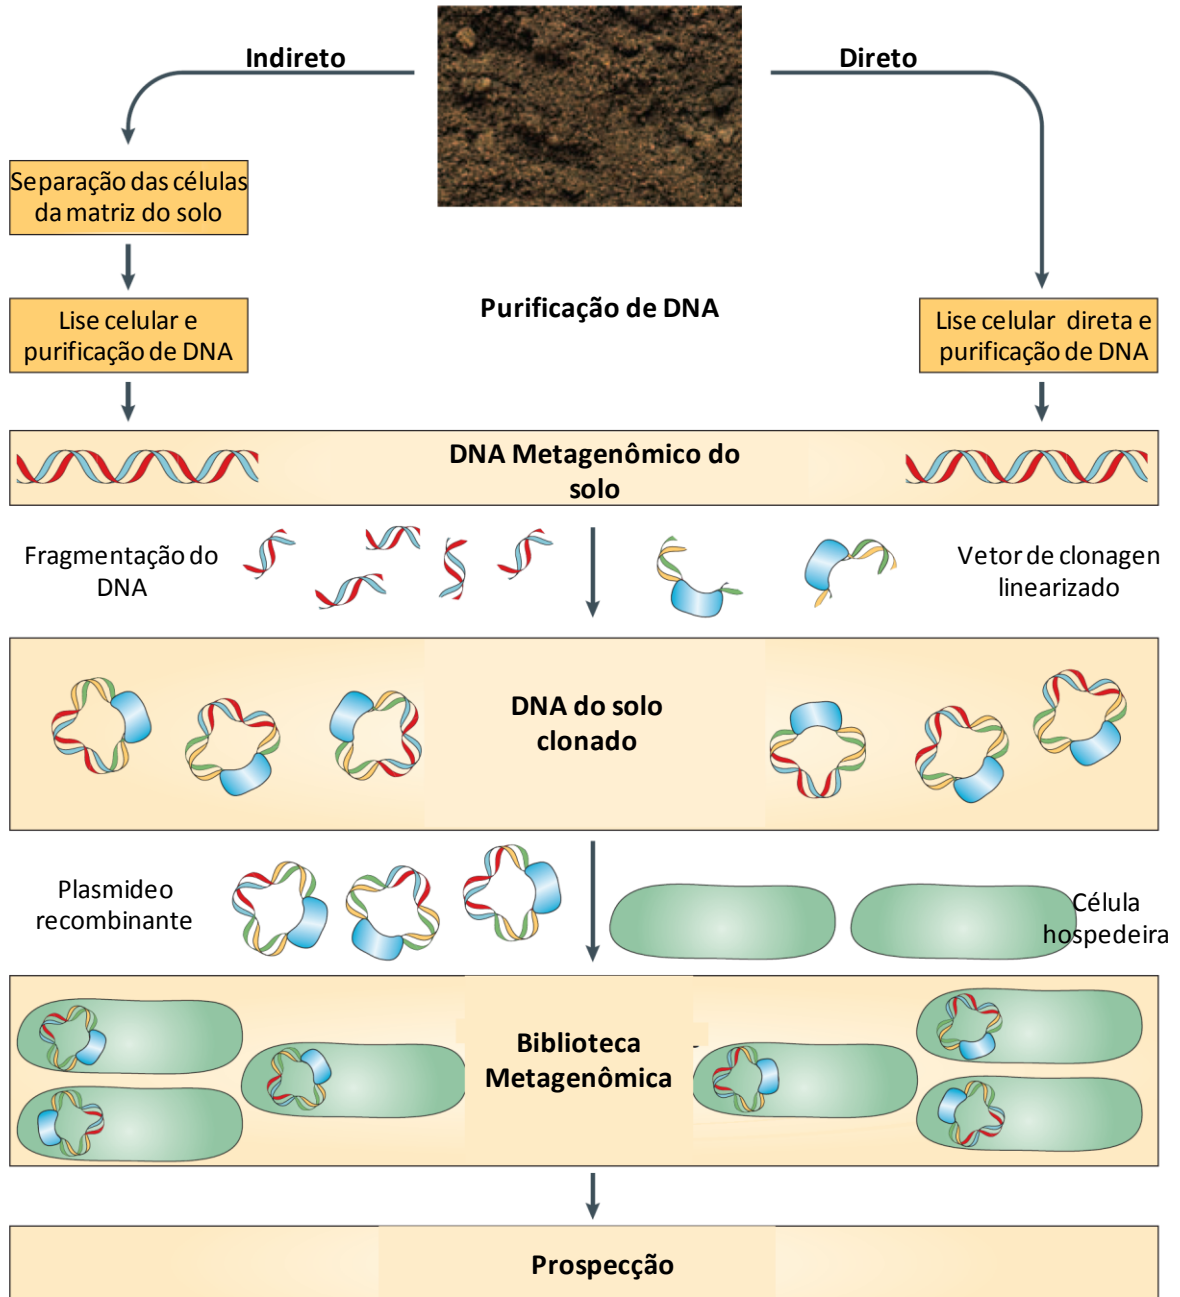 Indireto
Direto
Separação das células
da matriz do solo
Purificação de DNA
Lise celular e
purificação de DNA
Lise celular direta e
purificação de DNA
DNA Metagenômico do
solo
Fragmentação do
DNA
Vetor de clonagen
linearizado
DNA do solo
clonado
Plasmideo
recombinante
Célula
hospedeira
Biblioteca
Metagenômica
Prospecção